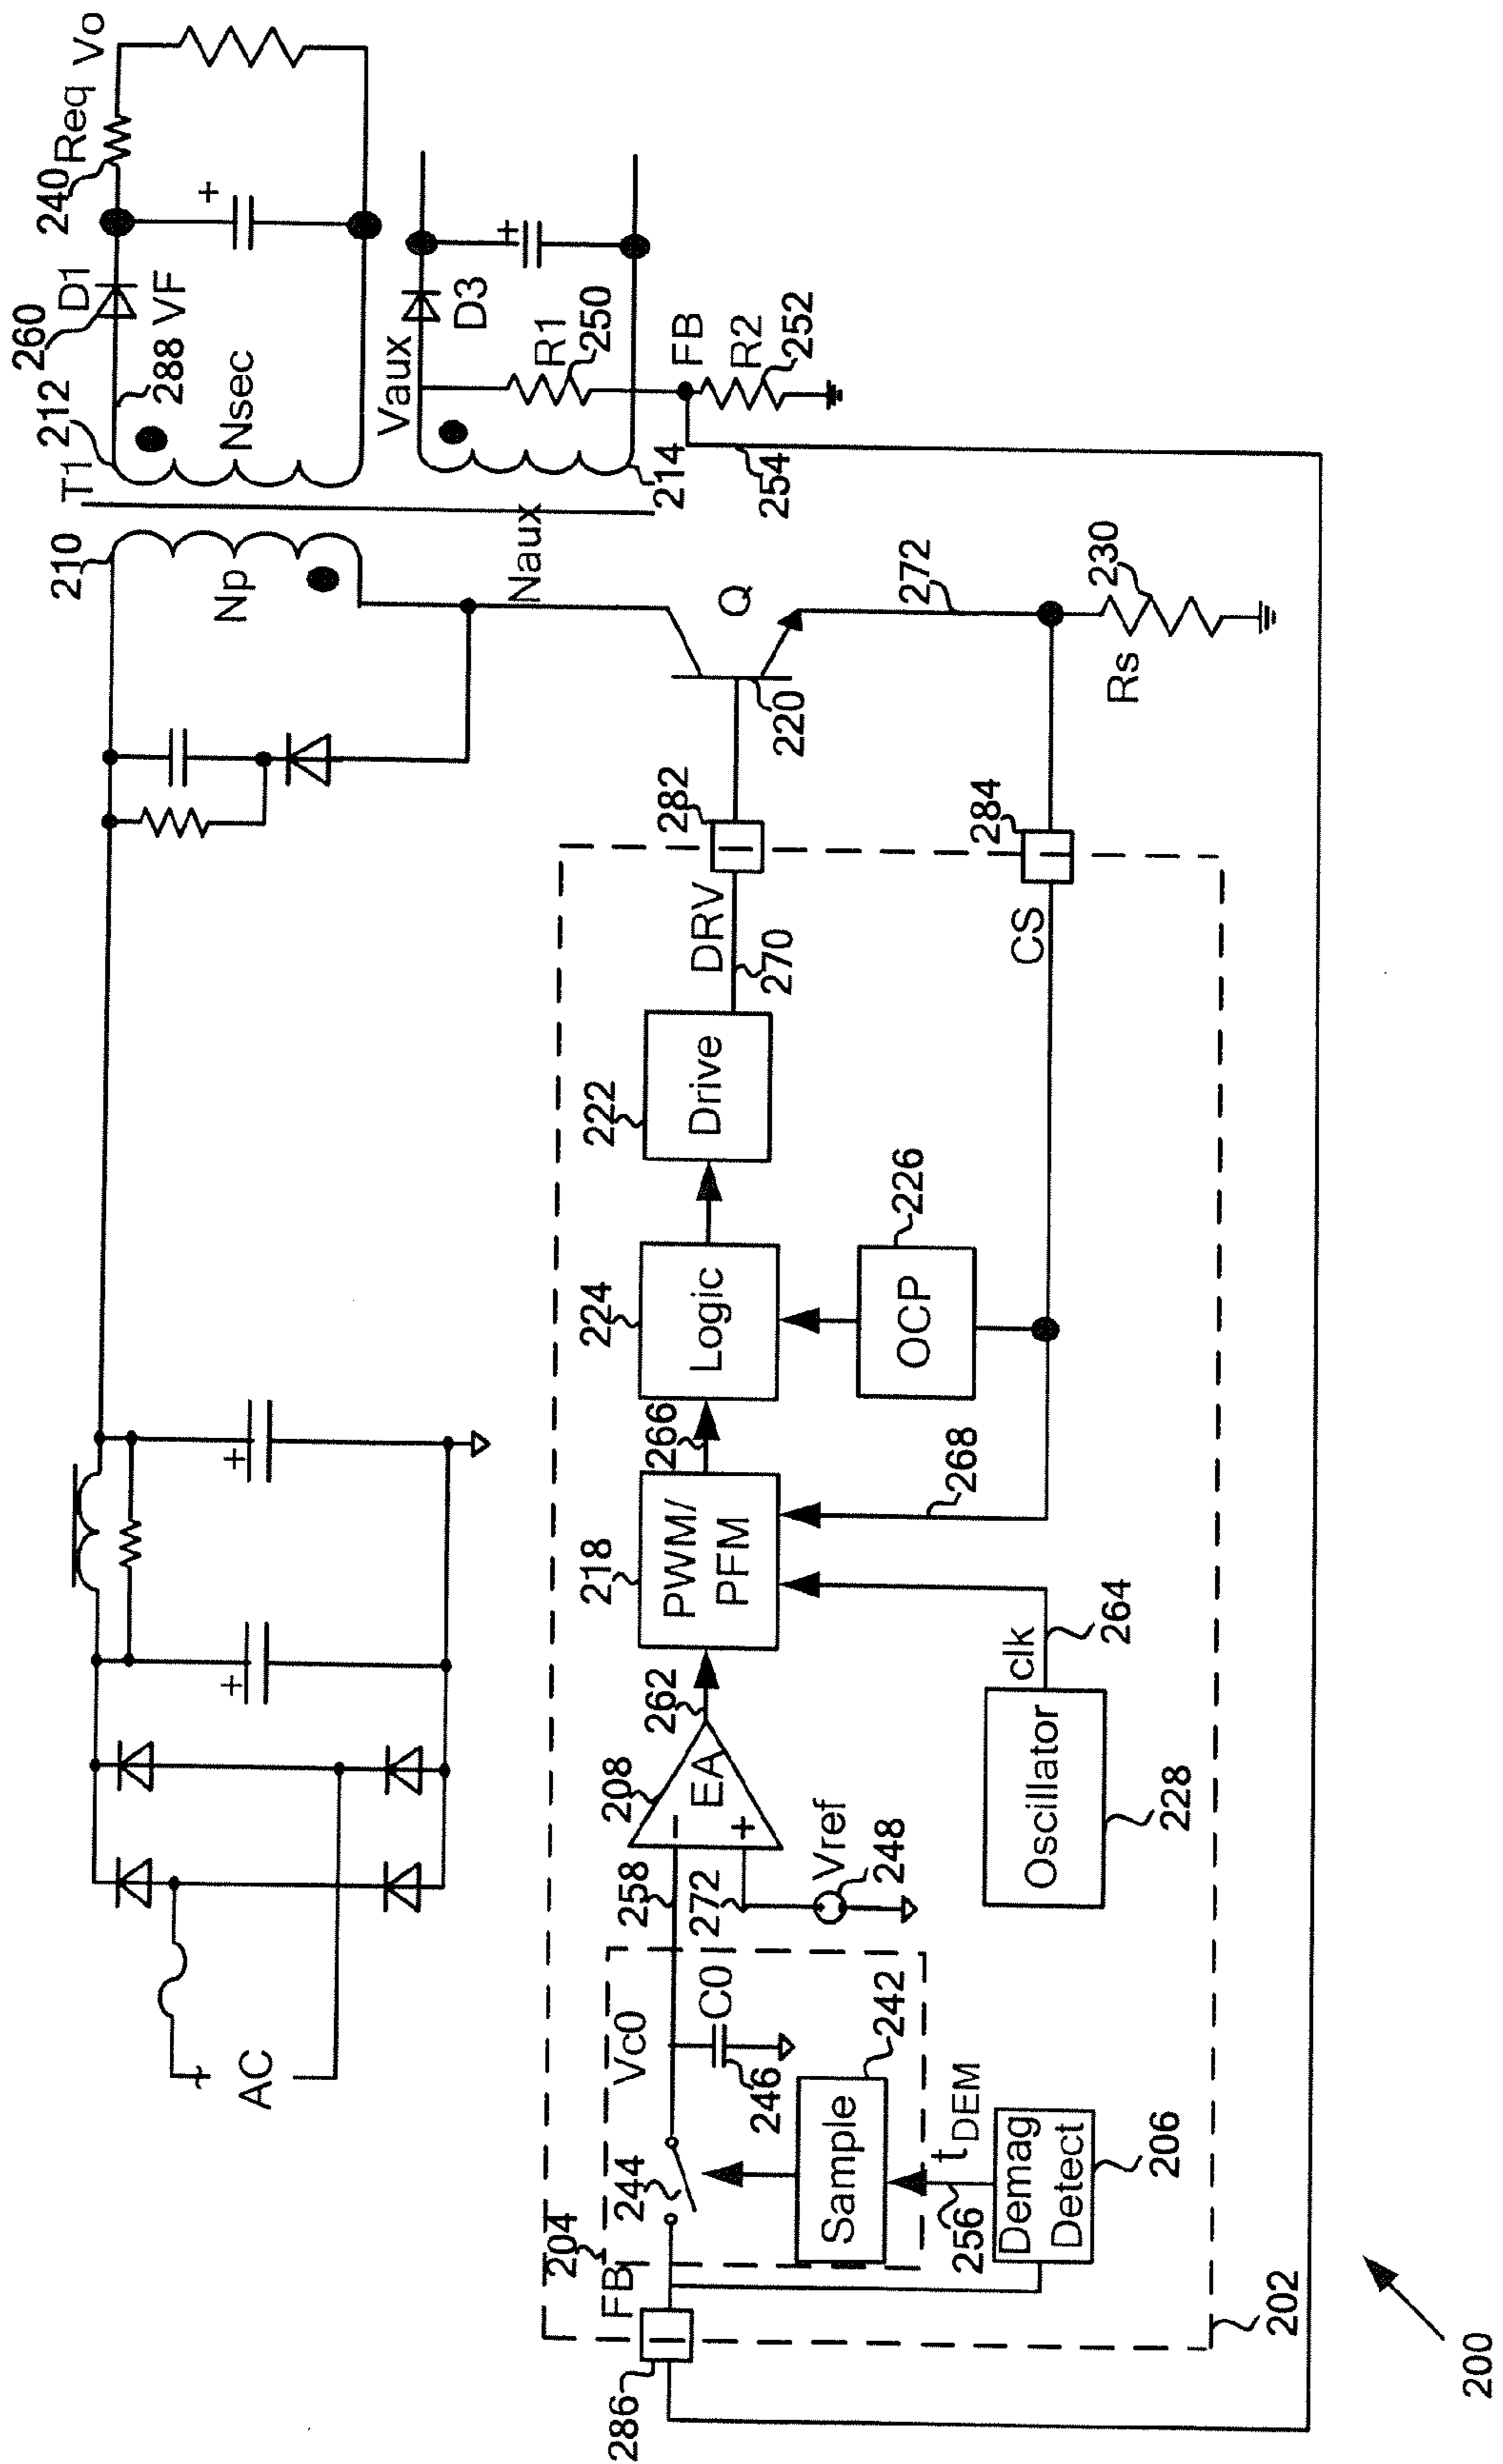 T1
210
Np
212
Nsec
260
D1
288
VF
240
Req
Vo
+
Naux
Vaux
214
D3
+
R1
250
FB
R2
252
254
AC
+
+
Q
220
272
Rs
230
282
DRV
270
284
CS
222
Drive
224
Logic
226
OCP
266
218
PWM/
PFM
268
262
208
EA
−
+
258
272
Vref
248
clk
264
Oscillator
228
204
FB
244
Vc0
C0
246
Sample
242
tDEM
256
Demag
Detect
206
286
202
200